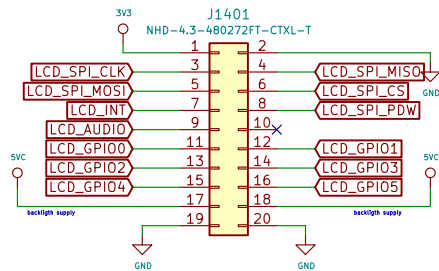 J1401
NHD-4.3-480272FT-CTXL-T
3V3
1 2
GND
LCD_SPI_CLK 3 4 LCD_SPI_MISO
LCD_SPI_MOSI 5 6 LCD_SPI_CS
LCD_INT 7 8 LCD_SPI_PDW
LCD_AUDIO 9 10
LCD_GPIO0 11 12 LCD_GPIO1
5VC LCD_GPIO2 13 14 LCD_GPIO3 5VC
LCD_GPIO4 15 16 LCD_GPIO5
17 18
backligth supply backligth supply
19 20
GND GND